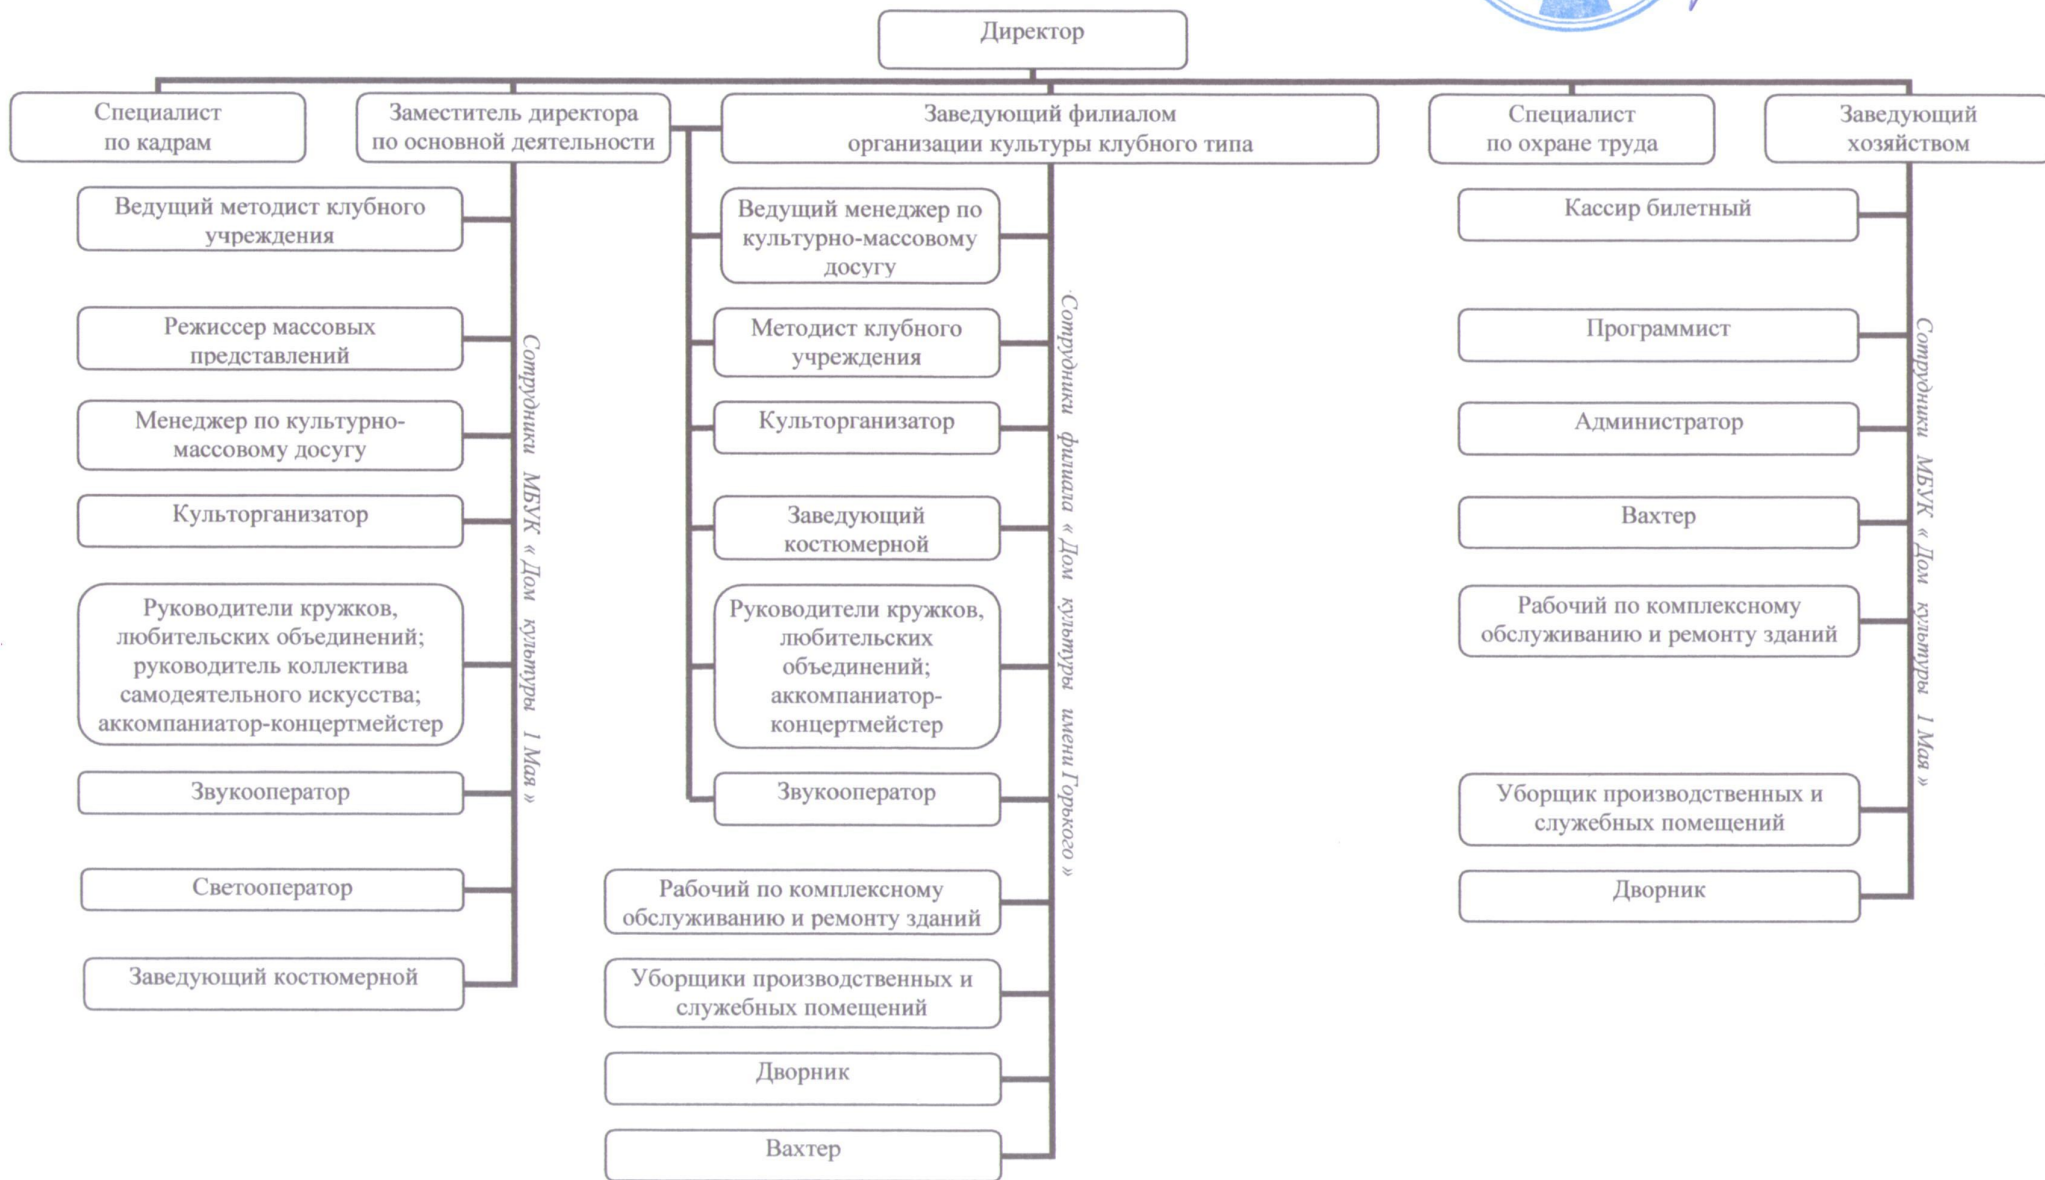 Директор
Специалист
по кадрам
Заместитель директора
по основной деятельности
Заведующий филиалом
организации культуры клубного типа
Специалист
по охране труда
Заведующий
хозяйством
Ведущий методист клубного
учреждения
Режиссер массовых
представлений
Менеджер по культурно-
массовому досугу
Культорганизатор
Руководители кружков,
любительских объединений;
руководитель коллектива
самодеятельного искусства;
аккомпаниатор-концертмейстер
Звукооператор
Светооператор
Заведующий костюмерной
Сотрудники МБУК « Дом культуры 1 Мая »
Ведущий менеджер по
культурно-массовому
досугу
Методист клубного
учреждения
Культорганизатор
Заведующий
костюмерной
Руководители кружков,
любительских
объединений;
аккомпаниатор-
концертмейстер
Звукооператор
Рабочий по комплексному
обслуживанию и ремонту зданий
Уборщики производственных и
служебных помещений
Дворник
Вахтер
Сотрудники филиала « Дом культуры имени Горького »
Кассир билетный
Программист
Администратор
Вахтер
Рабочий по комплексному
обслуживанию и ремонту зданий
Уборщик производственных и
служебных помещений
Дворник
Сотрудники МБУК « Дом культуры 1 Мая »